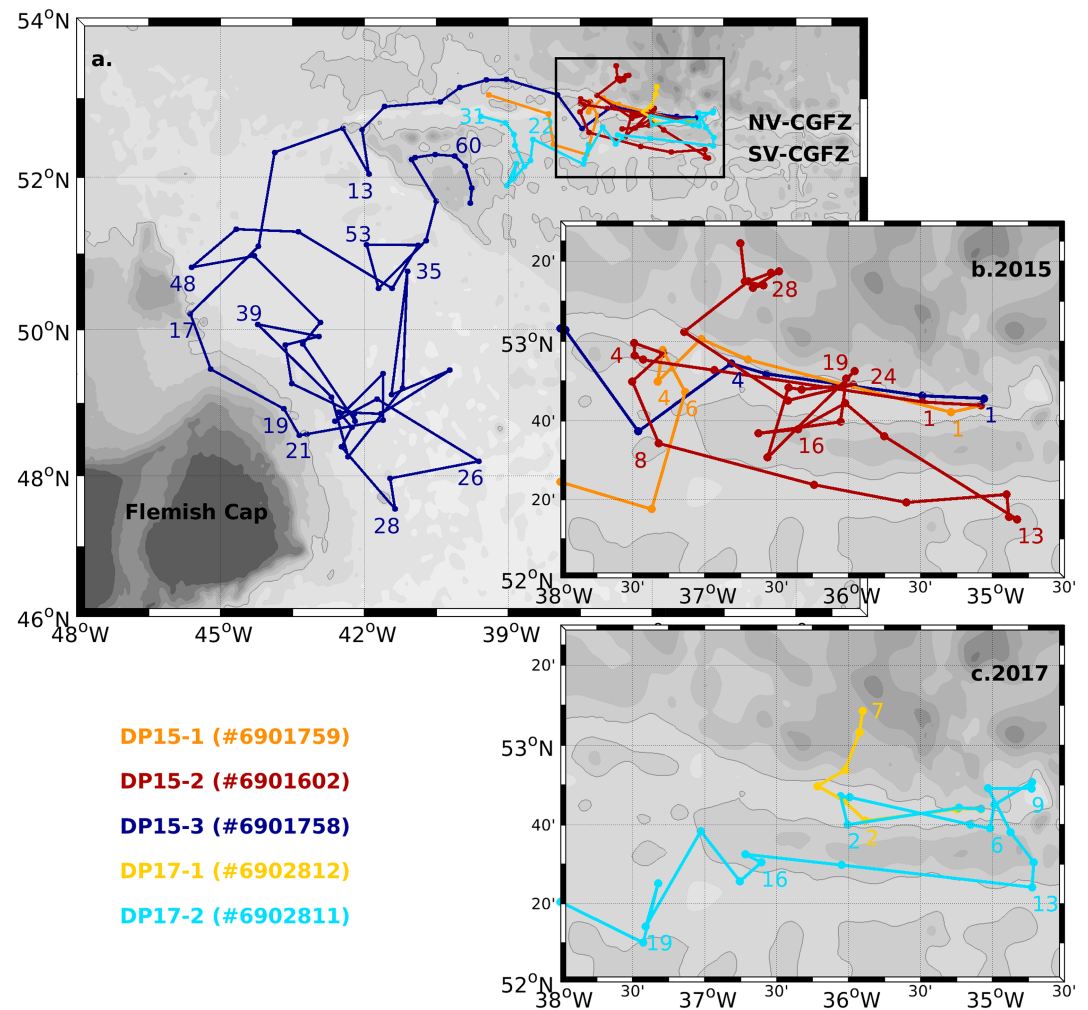 54°N
a.
31
22
NV-CGFZ
60
SV-CGFZ
52°N
13
53
48
35
17
39
50°N
19
21
26
48°N
28
Flemish Cap
46°N
48°W
45°W
42°W
39°W
b.2015
20'
28
53°N
4
19
24
4
4
6
1
1
40'
16
8
20'
13
52°N
38°W
30'
37°W
30'
36°W
30'
35°W
30'
c.2017
20'
7
53°N
9
40'
2
2
6
16
20'
13
19
52°N
38°W
30'
37°W
30'
36°W
30'
35°W
30'
DP15-1 (#6901759)
DP15-2 (#6901602)
DP15-3 (#6901758)
DP17-1 (#6902812)
DP17-2 (#6902811)